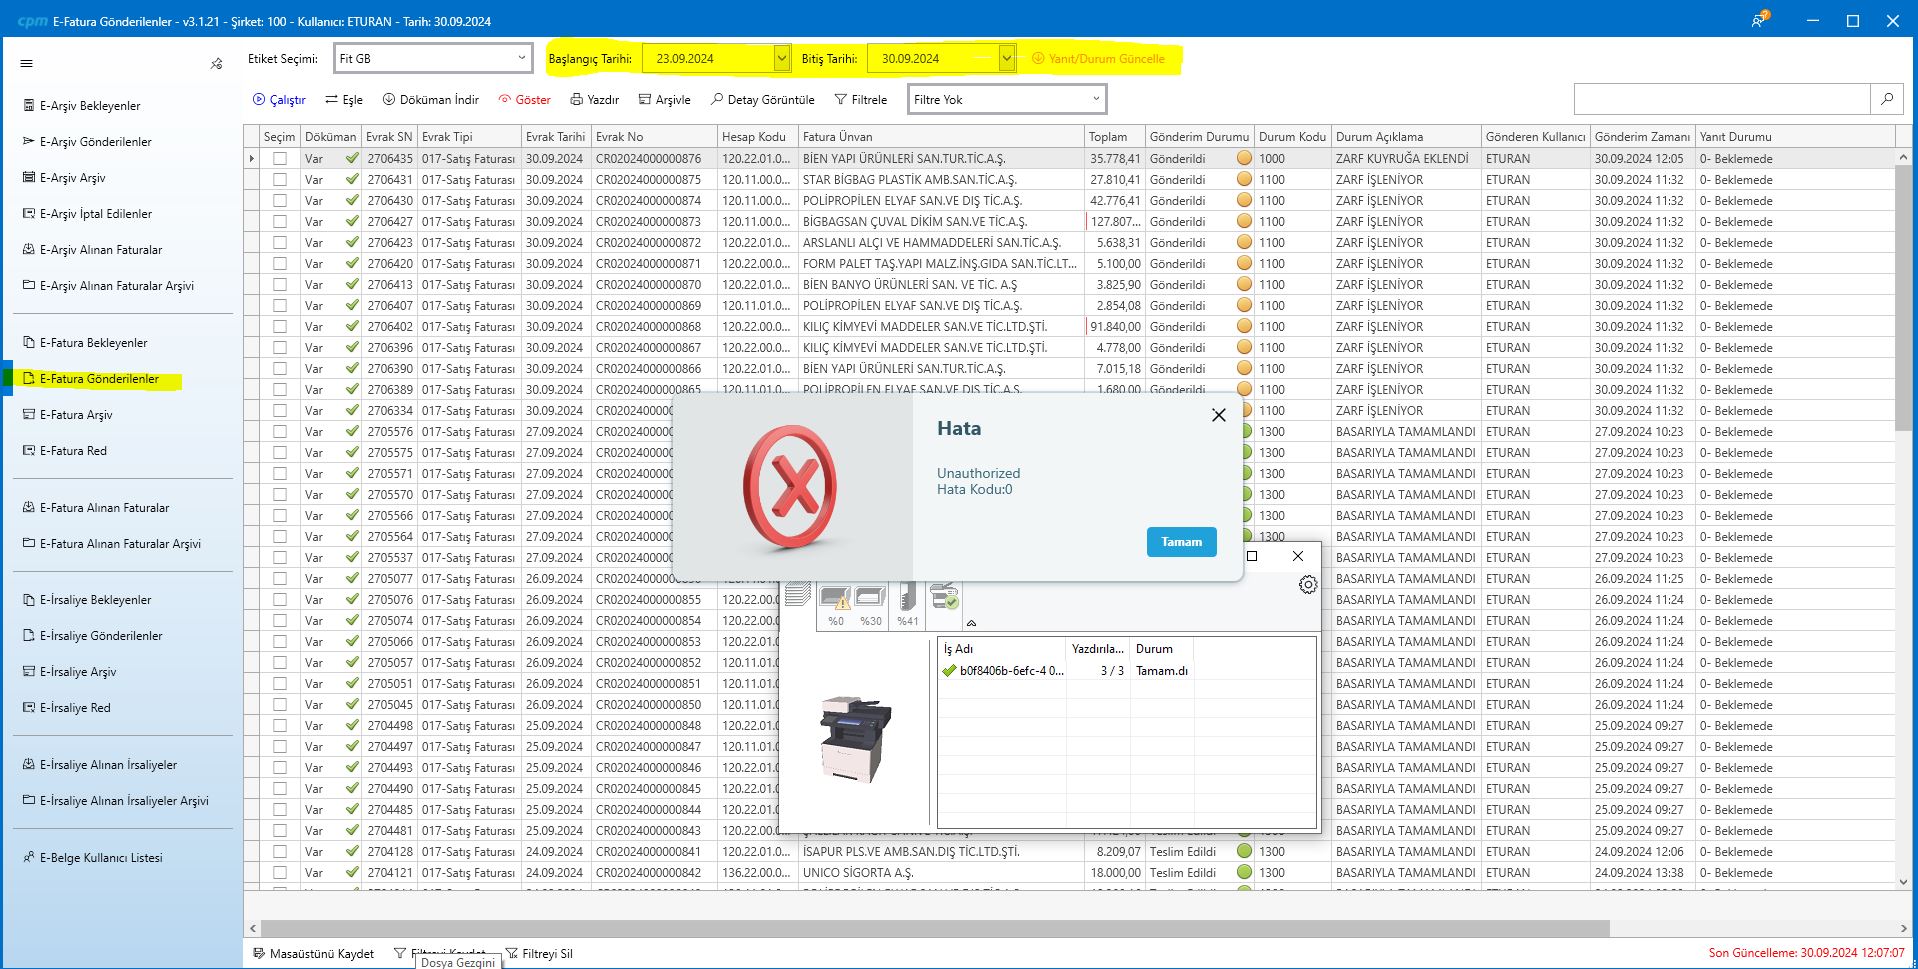 cpm E-Fatura Gönderilenler - v3.1.21 - Şirket: 100 - Kullanıcı: ETURAN - Tarih: 30.09.2024
Etiket Seçimi: Fit GB Başlangıç Tarihi: 23.09.2024 Bitiş Tarihi: 30.09.2024 Yanıt/Durum Güncelle
Çalıştır Eşle Döküman İndir Göster Yazdır Arşivle Detay Görüntüle Filtrele Filtre Yok
E-Arşiv Bekleyenler
E-Arşiv Gönderilenler
E-Arşiv Arşiv
E-Arşiv İptal Edilenler
E-Arşiv Alınan Faturalar
E-Arşiv Alınan Faturalar Arşivi
E-Fatura Bekleyenler
E-Fatura Gönderilenler
E-Fatura Arşiv
E-Fatura Red
E-Fatura Alınan Faturalar
E-Fatura Alınan Faturalar Arşivi
E-İrsaliye Bekleyenler
E-İrsaliye Gönderilenler
E-İrsaliye Arşiv
E-İrsaliye Red
E-İrsaliye Alınan İrsaliyeler
E-İrsaliye Alınan İrsaliyeler Arşivi
E-Belge Kullanıcı Listesi
Seçim Döküman Evrak SN Evrak Tipi Evrak Tarihi Evrak No Hesap Kodu Fatura Ünvan Toplam Gönderim Durumu Durum Kodu Durum Açıklama Gönderen Kullanıcı Gönderim Zamanı Yanıt Durumu
Var 2706435 017-Satış Faturası 30.09.2024 CR02024000000876 120.22.01.0... BİEN YAPI ÜRÜNLERİ SAN.TUR.TİC.A.Ş. 35.778,41 Gönderildi 1000 ZARF KUYRUĞA EKLENDİ ETURAN 30.09.2024 12:05 0- Beklemede
Var 2706431 017-Satış Faturası 30.09.2024 CR02024000000875 120.11.00.0... STAR BİGBAG PLASTİK AMB.SAN.TİC.A.Ş. 27.810,41 Gönderildi 1100 ZARF İŞLENİYOR ETURAN 30.09.2024 11:32 0- Beklemede
Var 2706430 017-Satış Faturası 30.09.2024 CR02024000000874 120.11.00.0... POLİPROPİLEN ELYAF SAN.VE DIŞ TİC.A.Ş. 42.776,41 Gönderildi 1100 ZARF İŞLENİYOR ETURAN 30.09.2024 11:32 0- Beklemede
Var 2706427 017-Satış Faturası 30.09.2024 CR02024000000873 120.11.00.0... BİGBAGSAN ÇUVAL DİKİM SAN.VE TİC.A.Ş. 127.807... Gönderildi 1100 ZARF İŞLENİYOR ETURAN 30.09.2024 11:32 0- Beklemede
Var 2706423 017-Satış Faturası 30.09.2024 CR02024000000872 120.22.01.0... ARSLANLI ALÇI VE HAMMADDELERİ SAN.TİC.A.Ş. 5.638,31 Gönderildi 1100 ZARF İŞLENİYOR ETURAN 30.09.2024 11:32 0- Beklemede
Var 2706420 017-Satış Faturası 30.09.2024 CR02024000000871 120.22.00.0... FORM PALET TAŞ.YAPI MALZ.İNŞ.GIDA SAN.TİC.LT... 5.100,00 Gönderildi 1100 ZARF İŞLENİYOR ETURAN 30.09.2024 11:32 0- Beklemede
Var 2706413 017-Satış Faturası 30.09.2024 CR02024000000870 120.22.01.0... BİEN BANYO ÜRÜNLERİ SAN. VE TİC. A.Ş 3.825,90 Gönderildi 1100 ZARF İŞLENİYOR ETURAN 30.09.2024 11:32 0- Beklemede
Var 2706407 017-Satış Faturası 30.09.2024 CR02024000000869 120.11.01.0... POLİPROPİLEN ELYAF SAN.VE DIŞ TİC.A.Ş. 2.854,08 Gönderildi 1100 ZARF İŞLENİYOR ETURAN 30.09.2024 11:32 0- Beklemede
Var 2706402 017-Satış Faturası 30.09.2024 CR02024000000868 120.22.00.0... KILIÇ KİMYEVİ MADDELER SAN.VE TİC.LTD.ŞTİ. 91.840,00 Gönderildi 1100 ZARF İŞLENİYOR ETURAN 30.09.2024 11:32 0- Beklemede
Var 2706396 017-Satış Faturası 30.09.2024 CR02024000000867 120.22.00.0... KILIÇ KİMYEVİ MADDELER SAN.VE TİC.LTD.ŞTİ. 4.778,00 Gönderildi 1100 ZARF İŞLENİYOR ETURAN 30.09.2024 11:32 0- Beklemede
Var 2706390 017-Satış Faturası 30.09.2024 CR02024000000866 120.22.01.0... BİEN YAPI ÜRÜNLERİ SAN.TUR.TİC.A.Ş. 7.015,18 Gönderildi 1100 ZARF İŞLENİYOR ETURAN 30.09.2024 11:32 0- Beklemede
Var 2706389 017-Satış Faturası 30.09.2024 CR02024000000865 120.11.01.0... POLİPROPİLEN ELYAF SAN.VE DIŞ TİC.A.Ş. 1.680,00 Gönderildi 1100 ZARF İŞLENİYOR ETURAN 30.09.2024 11:32 0- Beklemede
Var 2706334 017-Satış Faturası 30.09.2024 CR020240000 1100 ZARF İŞLENİYOR ETURAN 30.09.2024 11:32 0- Beklemede
Var 2705576 017-Satış Faturası 27.09.2024 CR020240000 1300 BASARIYLA TAMAMLANDI ETURAN 27.09.2024 10:23 0- Beklemede
Var 2705575 017-Satış Faturası 27.09.2024 CR020240000 1300 BASARIYLA TAMAMLANDI ETURAN 27.09.2024 10:23 0- Beklemede
Var 2705571 017-Satış Faturası 27.09.2024 CR020240000 1300 BASARIYLA TAMAMLANDI ETURAN 27.09.2024 10:23 0- Beklemede
Var 2705570 017-Satış Faturası 27.09.2024 CR020240000 1300 BASARIYLA TAMAMLANDI ETURAN 27.09.2024 10:23 0- Beklemede
Var 2705566 017-Satış Faturası 27.09.2024 CR020240000 1300 BASARIYLA TAMAMLANDI ETURAN 27.09.2024 10:23 0- Beklemede
Var 2705564 017-Satış Faturası 27.09.2024 CR020240000 1300 BASARIYLA TAMAMLANDI ETURAN 27.09.2024 10:23 0- Beklemede
Var 2705537 017-Satış Faturası 27.09.2024 CR020240000 BASARIYLA TAMAMLANDI ETURAN 27.09.2024 10:23 0- Beklemede
Var 2705077 017-Satış Faturası 26.09.2024 BASARIYLA TAMAMLANDI ETURAN 26.09.2024 11:25 0- Beklemede
Var 2705076 017-Satış Faturası 26.09.2024 CR02024000000855 120.22.00.0 BASARIYLA TAMAMLANDI ETURAN 26.09.2024 11:24 0- Beklemede
Var 2705074 017-Satış Faturası 26.09.2024 CR02024000000854 120.22.00.0 BASARIYLA TAMAMLANDI ETURAN 26.09.2024 11:24 0- Beklemede
Var 2705066 017-Satış Faturası 26.09.2024 CR02024000000853 120.11.01.0 BASARIYLA TAMAMLANDI ETURAN 26.09.2024 11:24 0- Beklemede
Var 2705057 017-Satış Faturası 26.09.2024 CR02024000000852 120.11.01.0 BASARIYLA TAMAMLANDI ETURAN 26.09.2024 11:24 0- Beklemede
Var 2705051 017-Satış Faturası 26.09.2024 CR02024000000851 120.11.01.0 BASARIYLA TAMAMLANDI ETURAN 26.09.2024 11:24 0- Beklemede
Var 2705045 017-Satış Faturası 26.09.2024 CR02024000000850 120.11.01.0 BASARIYLA TAMAMLANDI ETURAN 26.09.2024 11:24 0- Beklemede
Var 2704498 017-Satış Faturası 25.09.2024 CR02024000000848 120.22.01.0 BASARIYLA TAMAMLANDI ETURAN 25.09.2024 09:27 0- Beklemede
Var 2704497 017-Satış Faturası 25.09.2024 CR02024000000847 120.11.01.0 BASARIYLA TAMAMLANDI ETURAN 25.09.2024 09:27 0- Beklemede
Var 2704493 017-Satış Faturası 25.09.2024 CR02024000000846 120.22.01.0 BASARIYLA TAMAMLANDI ETURAN 25.09.2024 09:27 0- Beklemede
Var 2704490 017-Satış Faturası 25.09.2024 CR02024000000845 120.22.01.0 BASARIYLA TAMAMLANDI ETURAN 25.09.2024 09:27 0- Beklemede
Var 2704485 017-Satış Faturası 25.09.2024 CR02024000000844 120.22.01.0 BASARIYLA TAMAMLANDI ETURAN 25.09.2024 09:27 0- Beklemede
Var 2704481 017-Satış Faturası 25.09.2024 CR02024000000843 120.22.00.0 BASARIYLA TAMAMLANDI ETURAN 25.09.2024 09:27 0- Beklemede
Var 2704128 017-Satış Faturası 24.09.2024 CR02024000000841 120.22.01.0... İSAPUR PLS.VE AMB.SAN.DIŞ TİC.LTD.ŞTİ. 8.209,07 Teslim Edildi 1300 BASARIYLA TAMAMLANDI ETURAN 24.09.2024 12:06 0- Beklemede
Var 2704121 017-Satış Faturası 24.09.2024 CR02024000000842 136.22.00.0... UNICO SİGORTA A.Ş. 18.000,00 Teslim Edildi 1300 BASARIYLA TAMAMLANDI ETURAN 24.09.2024 13:38 0- Beklemede
Hata
Unauthorized
Hata Kodu:0
Tamam
%0 %30 %41
İş Adı Yazdırıla... Durum
b0f8406b-6efc-4 0... 3 / 3 Tamam.dı
Masaüstünü Kaydet Filtreyi Kaydet Filtreyi Sil
Dosya Gezgini
Son Güncelleme: 30.09.2024 12:07:07